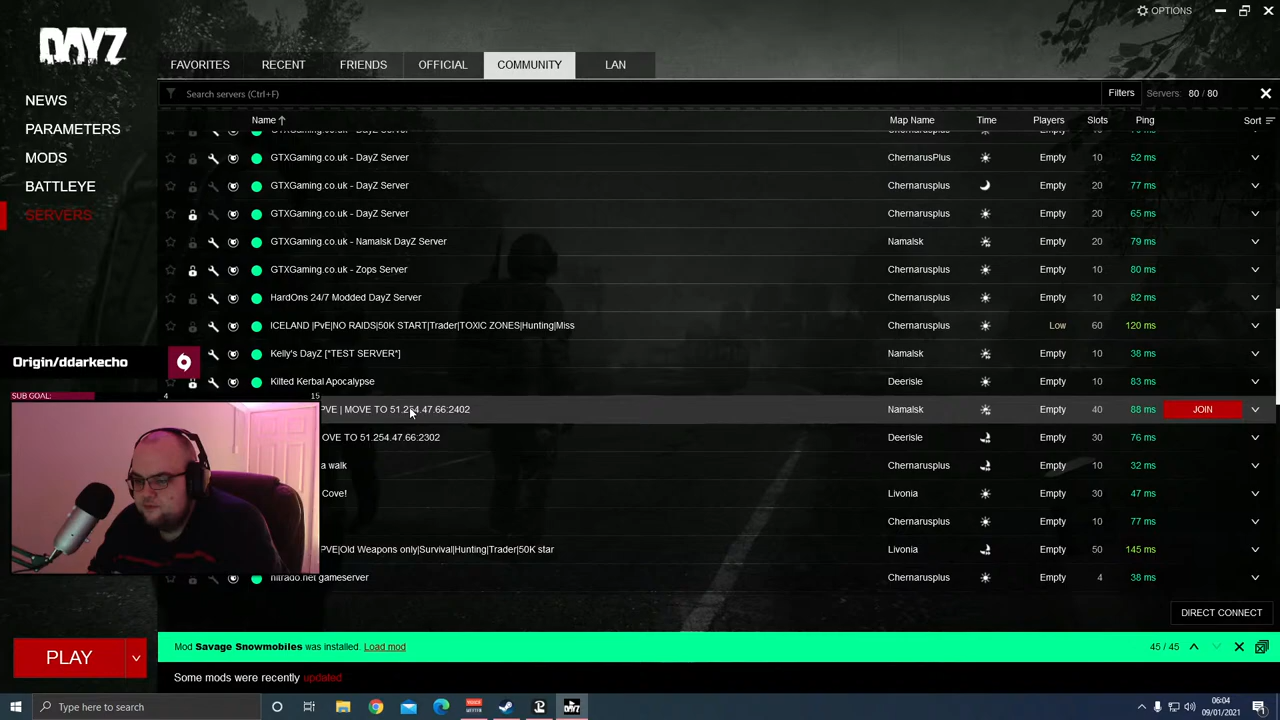 OPTIONS
DAYZ
FAVORITES RECENT FRIENDS OFFICIAL COMMUNITY LAN
Search servers (Ctrl+F) Filters Servers: 80 / 80
NEWS
PARAMETERS
MODS
BATTLEYE
SERVERS
Name Map Name Time Players Slots Ping Sort
GTXGaming.co.uk - DayZ Server Chernarusplus Empty
GTXGaming.co.uk - DayZ Server ChernarusPlus Empty 10 52 ms
GTXGaming.co.uk - DayZ Server Chernarusplus Empty 20 77 ms
GTXGaming.co.uk - DayZ Server Chernarusplus Empty 20 65 ms
GTXGaming.co.uk - Namalsk DayZ Server Namalsk Empty 20 79 ms
GTXGaming.co.uk - Zops Server Chernarusplus Empty 10 80 ms
HardOns 24/7 Modded DayZ Server Chernarusplus Empty 10 82 ms
ICELAND |PvE|NO RAIDS|50K START|Trader|TOXIC ZONES|Hunting|Miss Chernarusplus Low 60 120 ms
Kelly's DayZ [*TEST SERVER*] Namalsk Empty 10 38 ms
Kilted Kerbal Apocalypse Deerisle Empty 10 83 ms
PVE | MOVE TO 51.254.47.66:2402 Namalsk Empty 40 88 ms JOIN
OVE TO 51.254.47.66:2302 Deerisle Empty 30 76 ms
a walk Chernarusplus Empty 10 32 ms
Cove! Livonia Empty 30 47 ms
Chernarusplus Empty 10 77 ms
PVE|Old Weapons only|Survival|Hunting|Trader|50K star Livonia Empty 50 145 ms
nitrado.net gameserver Chernarusplus Empty 4 38 ms
Origin/ddarkecho
SUB GOAL: 4 15
DIRECT CONNECT
PLAY
Mod Savage Snowmobiles was installed. Load mod 45 / 45
Some mods were recently updated
Type here to search
06:04
09/01/2021